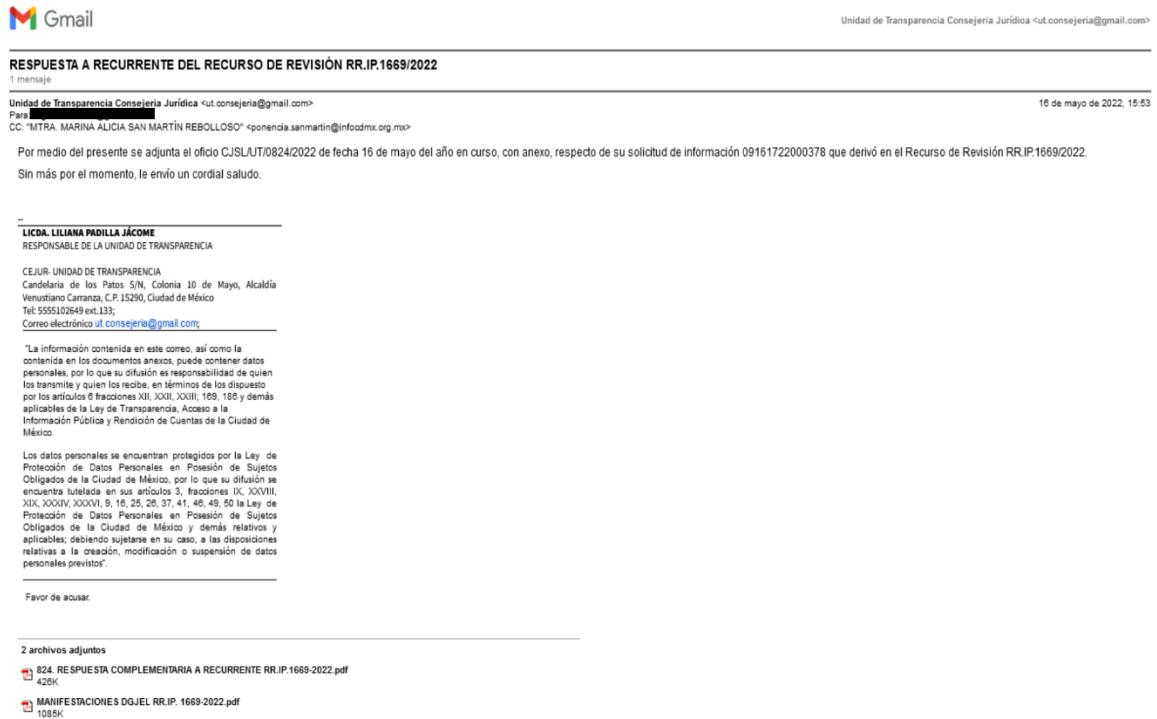 Gmail
Unidad de Transparencia Consejeria Jurídica <ut.consejeria@gmail.com>
RESPUESTA A RECURRENTE DEL RECURSO DE REVISIÓN RR.IP.1669/2022
1 mensaje
Unidad de Transparencia Consejeria Jurídica <ut.consejeria@gmail.com>
16 de mayo de 2022, 15:53
Para:
CC: "MTRA. MARINA ALICIA SAN MARTÍN REBOLLOSO" <ponencia.sanmartin@infocdmx.org.mx>
Por medio del presente se adjunta el oficio CJSL/UT/0824/2022 de fecha 16 de mayo del año en curso, con anexo, respecto de su solicitud de información 09161722000378 que derivó en el Recurso de Revisión RR.IP.1669/2022.
Sin más por el momento, le envío un cordial saludo.
--
LICDA. LILIANA PADILLA JÁCOME
RESPONSABLE DE LA UNIDAD DE TRANSPARENCIA
CEJUR- UNIDAD DE TRANSPARENCIA
Candelaria de los Patos S/N, Colonia 10 de Mayo, Alcaldía
Venustiano Carranza, C.P. 15290, Ciudad de México
Tel: 5555102649 ext.133;
Correo electrónico ut.consejeria@gmail.com;
"La información contenida en este correo, así como la
contenida en los documentos anexos, puede contener datos
personales, por lo que su difusión es responsabilidad de quien
los transmite y quien los recibe, en términos de los dispuesto
por los artículos 6 fracciones XII, XXII, XXIII; 169, 186 y demás
aplicables de la Ley de Transparencia, Acceso a la
Información Pública y Rendición de Cuentas de la Ciudad de
México.
Los datos personales se encuentran protegidos por la Ley de
Protección de Datos Personales en Posesión de Sujetos
Obligados de la Ciudad de México, por lo que su difusión se
encuentra tutelada en sus artículos 3, fracciones IX, XXVIII,
XIX, XXXIV, XXXVI, 9, 16, 25, 26, 37, 41, 46, 49, 50 la Ley de
Protección de Datos Personales en Posesión de Sujetos
Obligados de la Ciudad de México y demás relativos y
aplicables; debiendo sujetarse en su caso, a las disposiciones
relativas a la creación, modificación o suspensión de datos
personales previstos".
Favor de acusar.
2 archivos adjuntos
824. RESPUESTA COMPLEMENTARIA A RECURRENTE RR.IP.1669-2022.pdf
426K
MANIFESTACIONES DGJEL RR.IP. 1669-2022.pdf
1085K